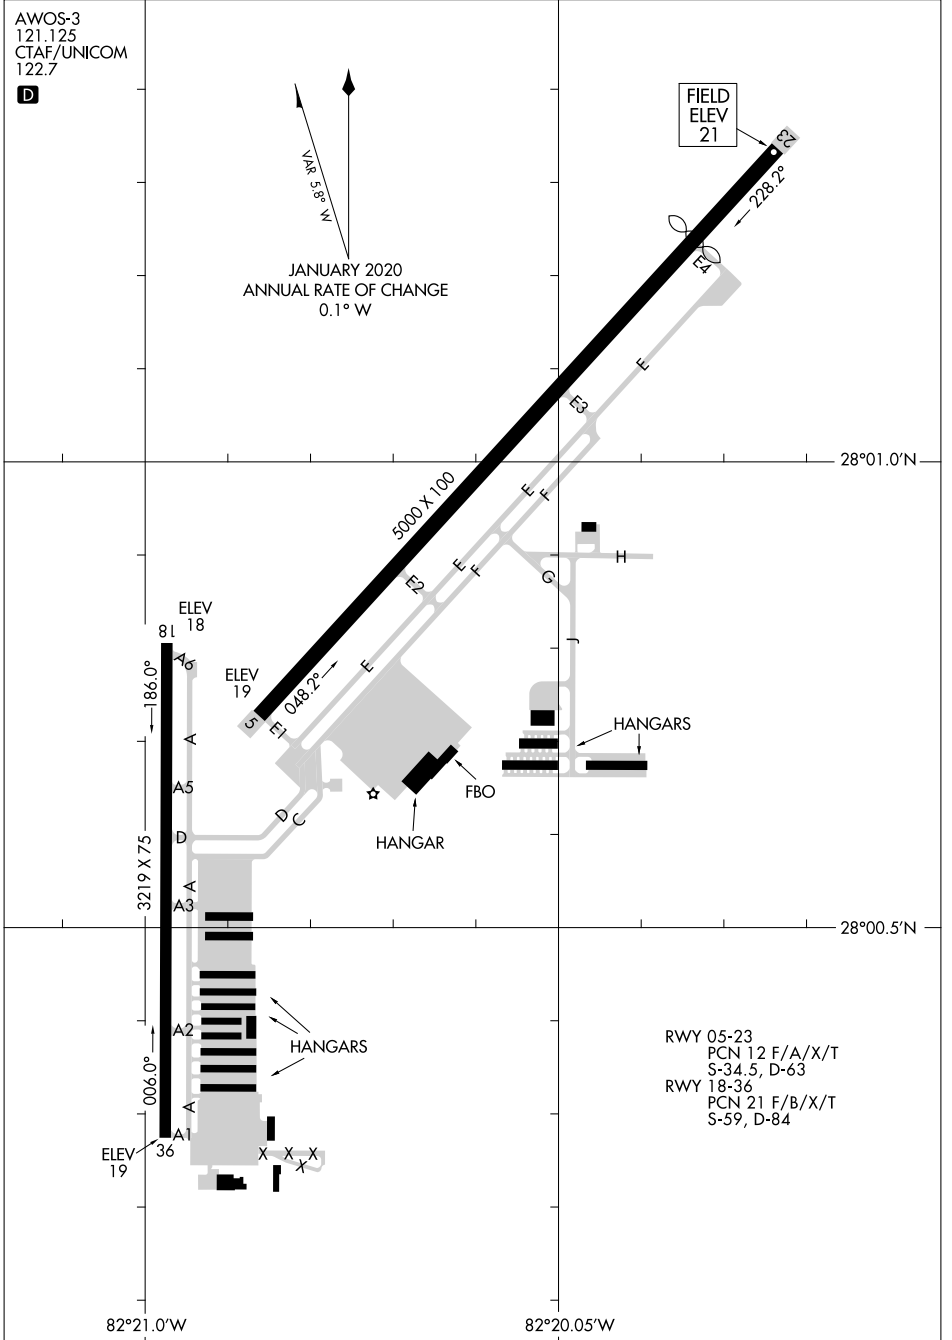 AWOS-3
121.125
CTAF/UNICOM
122.7
D
VAR 5.8° W
JANUARY 2020
ANNUAL RATE OF CHANGE
0.1° W
FIELD
ELEV
21
23
228.2°
E4
E
E3
28°01.0'N
5000 X 100
E
F
E
F
E2
G
H
J
ELEV
18
18
A6
186.0°
ELEV
19
5
048.2°
E
E1
A
HANGARS
A5
FBO
D
C
HANGAR
D
3219 X 75
A
A3
28°00.5'N
A2
006.0°
HANGARS
A
A1
36
ELEV
19
X X X
X
RWY 05-23
PCN 12 F/A/X/T
S-34.5, D-63
RWY 18-36
PCN 21 F/B/X/T
S-59, D-84
82°21.0'W
82°20.05'W